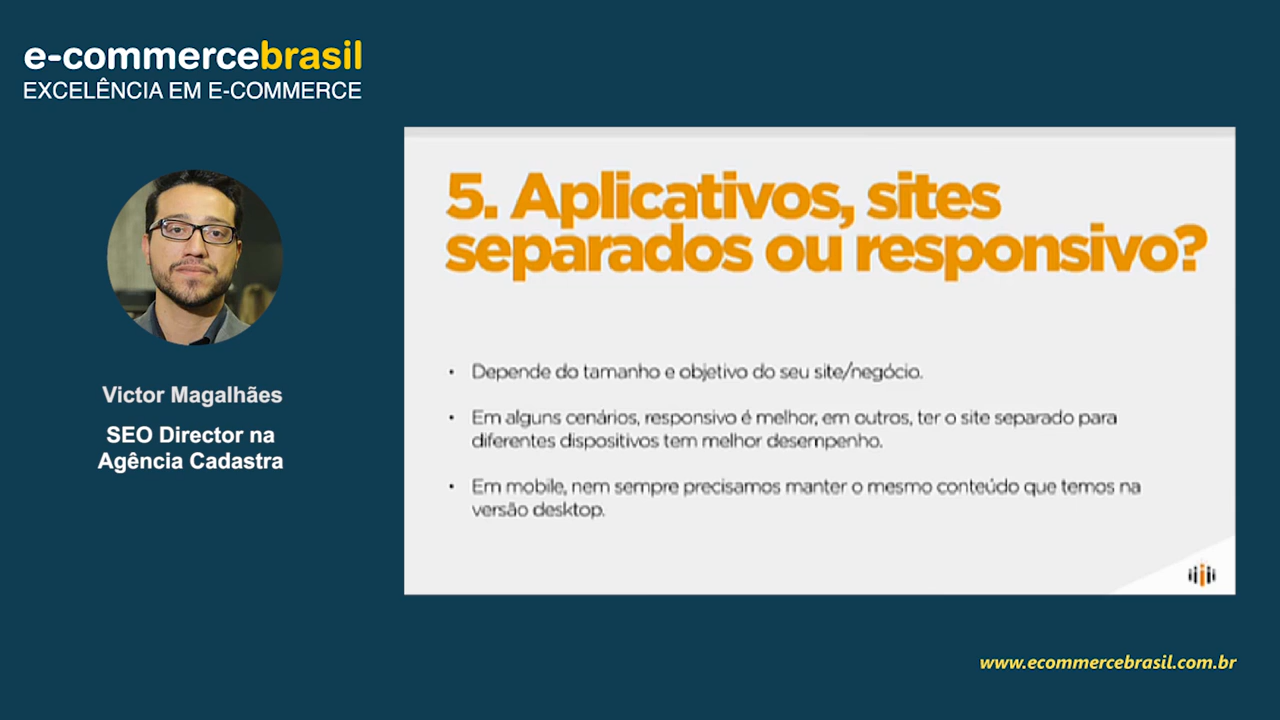 e-commercebrasil
EXCELÊNCIA EM E-COMMERCE
Victor Magalhães
SEO Director na
Agência Cadastra
5. Aplicativos, sites
separados ou responsivo?
• Depende do tamanho e objetivo do seu site/negócio.
• Em alguns cenários, responsivo é melhor, em outros, ter o site separado para
diferentes dispositivos tem melhor desempenho.
• Em mobile, nem sempre precisamos manter o mesmo conteúdo que temos na
versão desktop.
www.ecommercebrasil.com.br